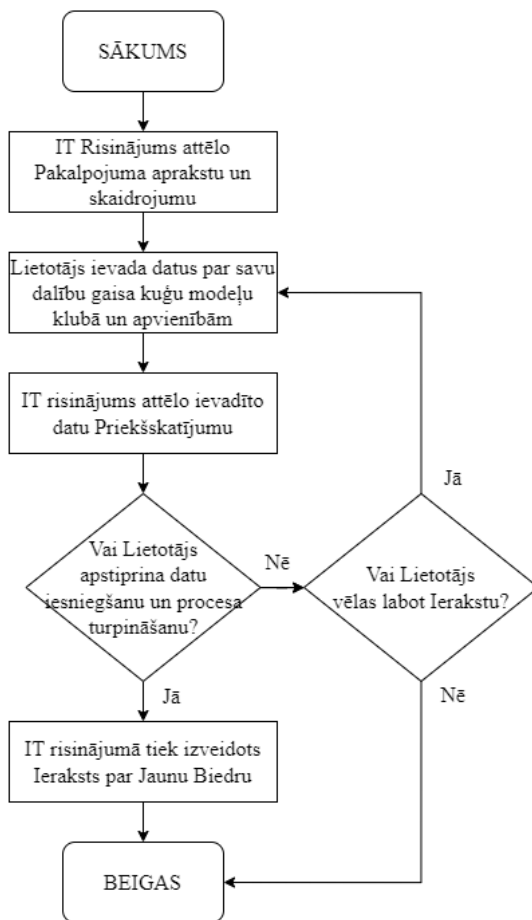 SĀKUMS
IT Risinājums attēlo
Pakalpojuma aprakstu un
skaidrojumu
Lietotājs ievada datus par savu
dalību gaisa kuģu modeļu
klubā un apvienībām
IT risinājums attēlo ievadīto
datu Priekšskatījumu
Vai Lietotājs
apstiprina datu
iesniegšanu un procesa
turpināšanu?
Nē
Vai Lietotājs
vēlas labot Ierakstu?
Jā
Jā
Nē
IT risinājumā tiek izveidots
Ieraksts par Jaunu Biedru
BEIGAS